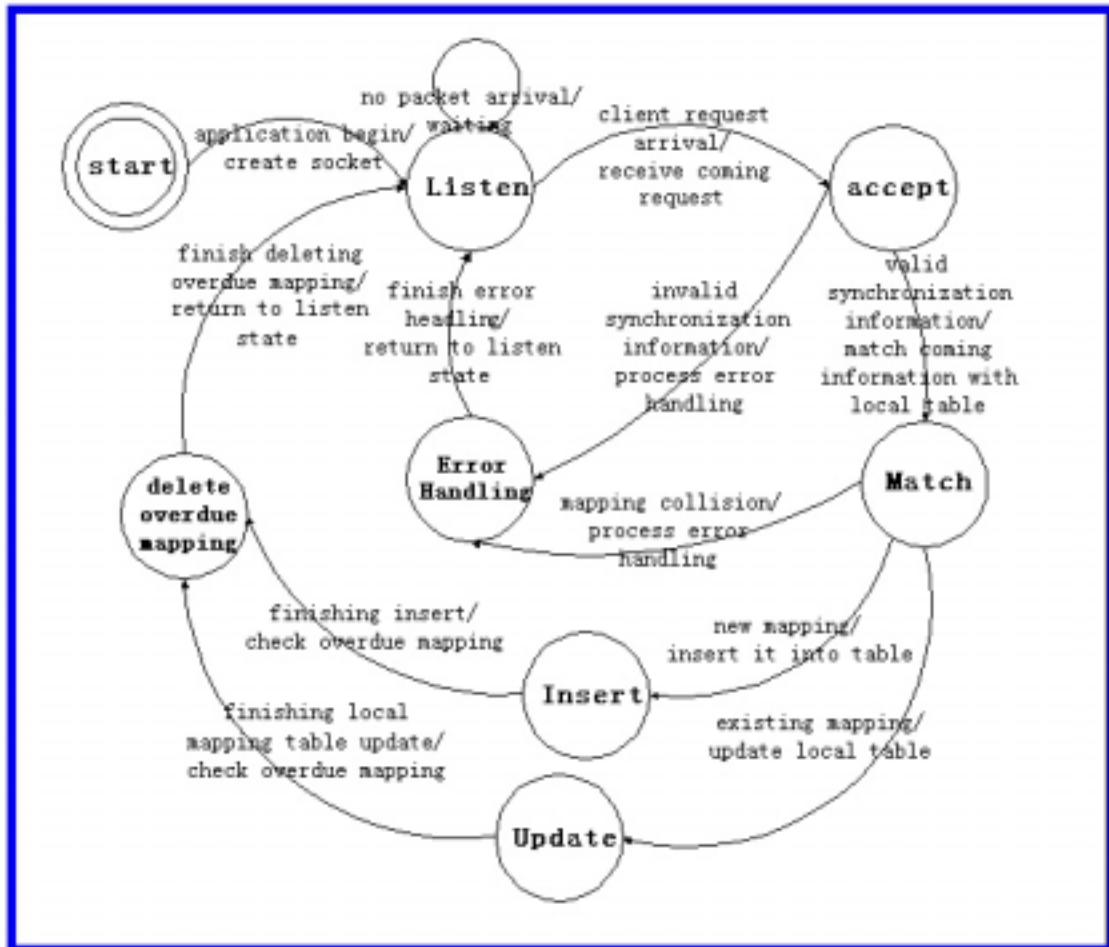 no packet arrival/
waiting
application begin/
create socket
client request
arrival/
receive coming
request
start
Listen
accept
finish deleting
overdue mapping/
return to listen
state
finish error
headling/
return to listen
state
invalid
synchronization
information/
process error
handling
valid
synchronization
information/
match coming
information with
local table
Error
Handling
Match
delete
overdue
mapping
mapping collision/
process error
handling
finishing insert/
check overdue mapping
new mapping/
insert it into table
Insert
finishing local
mapping table update/
check overdue mapping
existing mapping/
update local table
Update